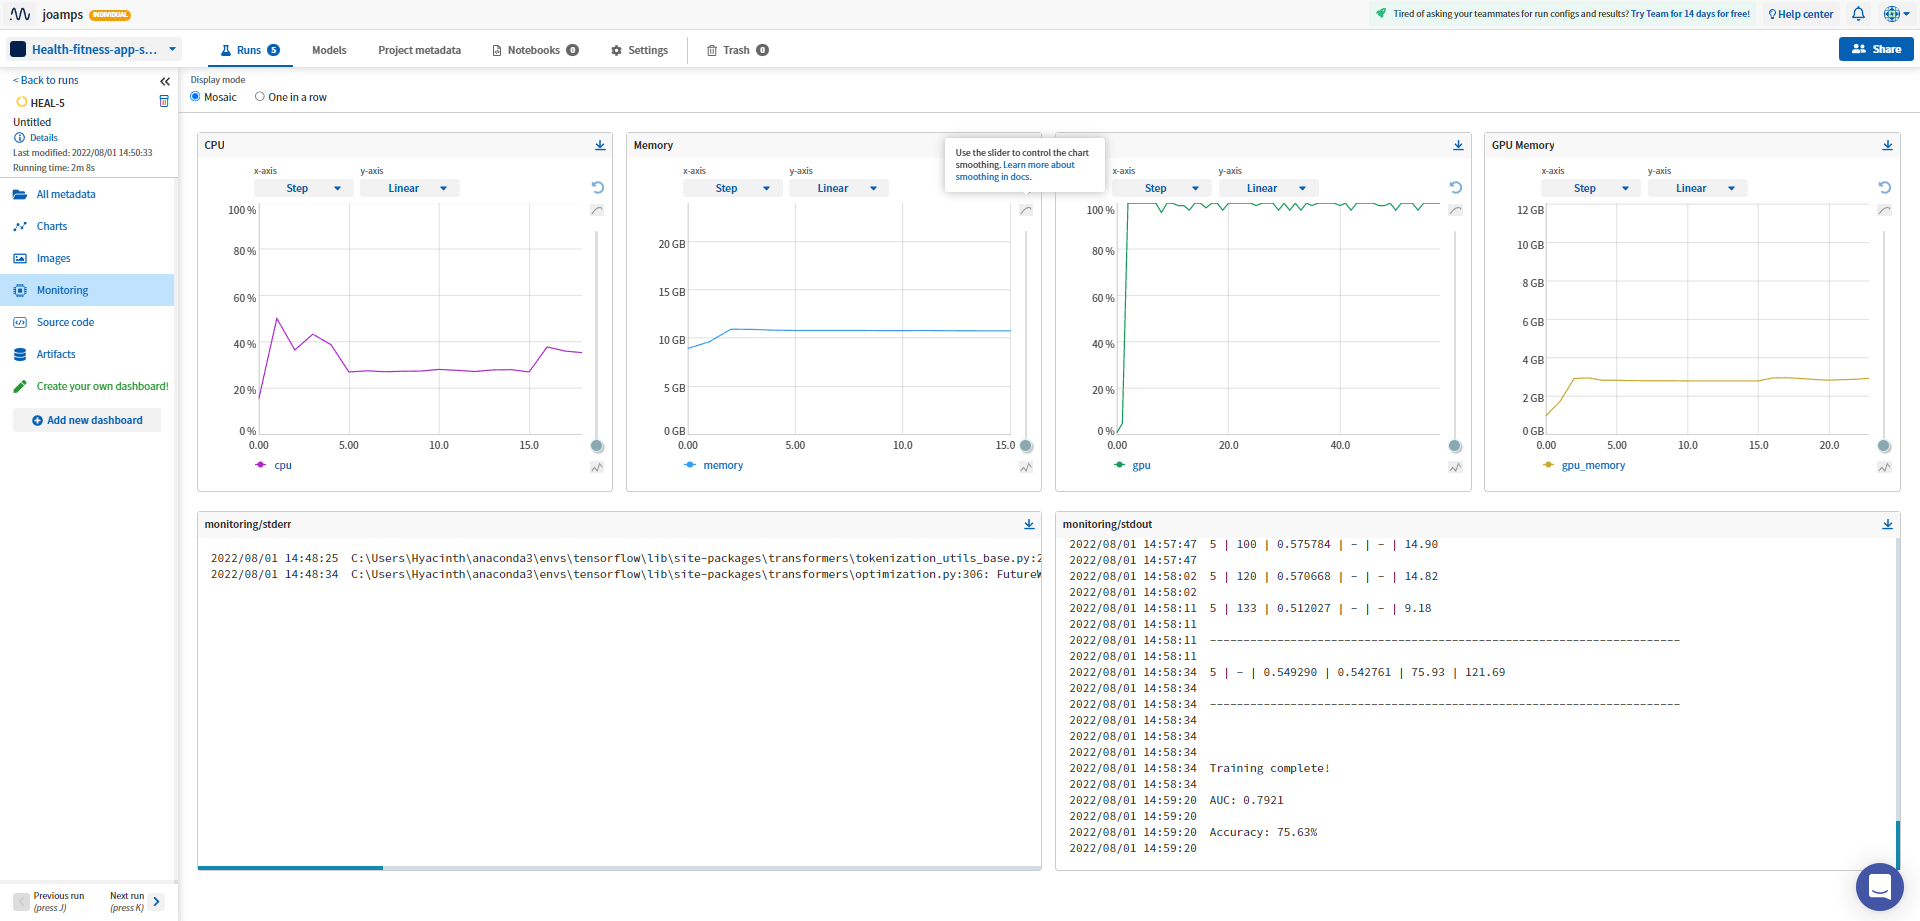 joamps INDIVIDUAL
Tired of asking your teammates for run configs and results? Try Team for 14 days for free!
Help center
Health-fitness-app-s...
Runs 5
Models
Project metadata
Notebooks 0
Settings
Trash 0
Share
< Back to runs
HEAL-5
Untitled
Details
Last modified: 2022/08/01 14:50:33
Running time: 2m 8s
All metadata
Charts
Images
Monitoring
Source code
Artifacts
Create your own dashboard!
Add new dashboard
Previous run
(press J)
Next run
(press K)
Display mode
Mosaic
One in a row
CPU
x-axis
y-axis
Step
Linear
100 %
80 %
60 %
40 %
20 %
0 %
0.00
5.00
10.0
15.0
cpu
Memory
x-axis
y-axis
Step
Linear
20 GB
15 GB
10 GB
5 GB
0 GB
0.00
5.00
10.0
15.0
memory
Use the slider to control the chart
smoothing. Learn more about
smoothing in docs.
x-axis
y-axis
Step
Linear
100 %
80 %
60 %
40 %
20 %
0 %
0.00
20.0
40.0
gpu
GPU Memory
x-axis
y-axis
Step
Linear
12 GB
10 GB
8 GB
6 GB
4 GB
2 GB
0 GB
0.00
5.00
10.0
15.0
20.0
gpu_memory
monitoring/stderr
2022/08/01 14:48:25 C:\Users\Hyacinth\anaconda3\envs\tensorflow\lib\site-packages\transformers\tokenization_utils_base.py:2
2022/08/01 14:48:34 C:\Users\Hyacinth\anaconda3\envs\tensorflow\lib\site-packages\transformers\optimization.py:306: FutureW
monitoring/stdout
2022/08/01 14:57:47 5 | 100 | 0.575784 | - | - | 14.90
2022/08/01 14:57:47
2022/08/01 14:58:02 5 | 120 | 0.570668 | - | - | 14.82
2022/08/01 14:58:02
2022/08/01 14:58:11 5 | 133 | 0.512027 | - | - | 9.18
2022/08/01 14:58:11
2022/08/01 14:58:11 ----------------------------------------------------------------------
2022/08/01 14:58:11
2022/08/01 14:58:34 5 | - | 0.549290 | 0.542761 | 75.93 | 121.69
2022/08/01 14:58:34
2022/08/01 14:58:34 ----------------------------------------------------------------------
2022/08/01 14:58:34
2022/08/01 14:58:34
2022/08/01 14:58:34
2022/08/01 14:58:34 Training complete!
2022/08/01 14:58:34
2022/08/01 14:59:20 AUC: 0.7921
2022/08/01 14:59:20
2022/08/01 14:59:20 Accuracy: 75.63%
2022/08/01 14:59:20